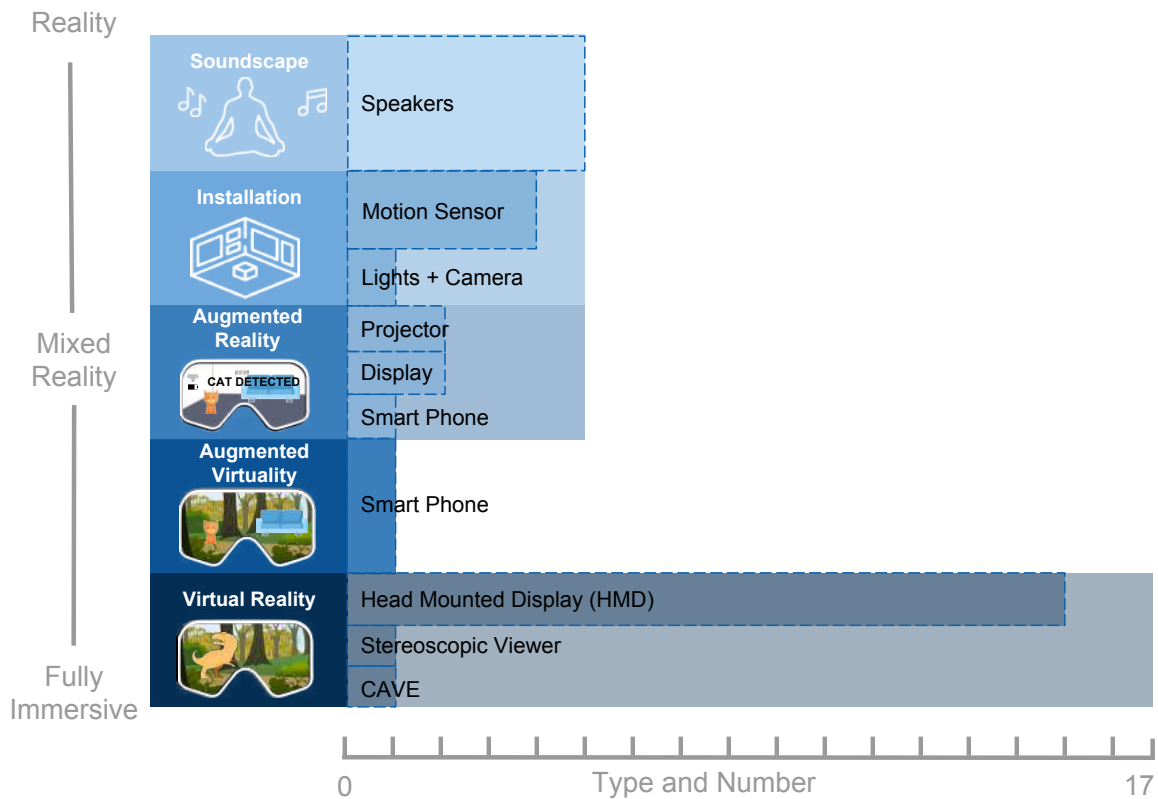 Reality
Soundscape
Speakers
Installation
Motion Sensor
Lights + Camera
Augmented
Reality
Projector
Mixed
Reality
CAT DETECTED
Display
Smart Phone
Augmented
Virtuality
Smart Phone
Virtual Reality
Head Mounted Display (HMD)
Stereoscopic Viewer
Fully
Immersive
CAVE
0
Type and Number
17